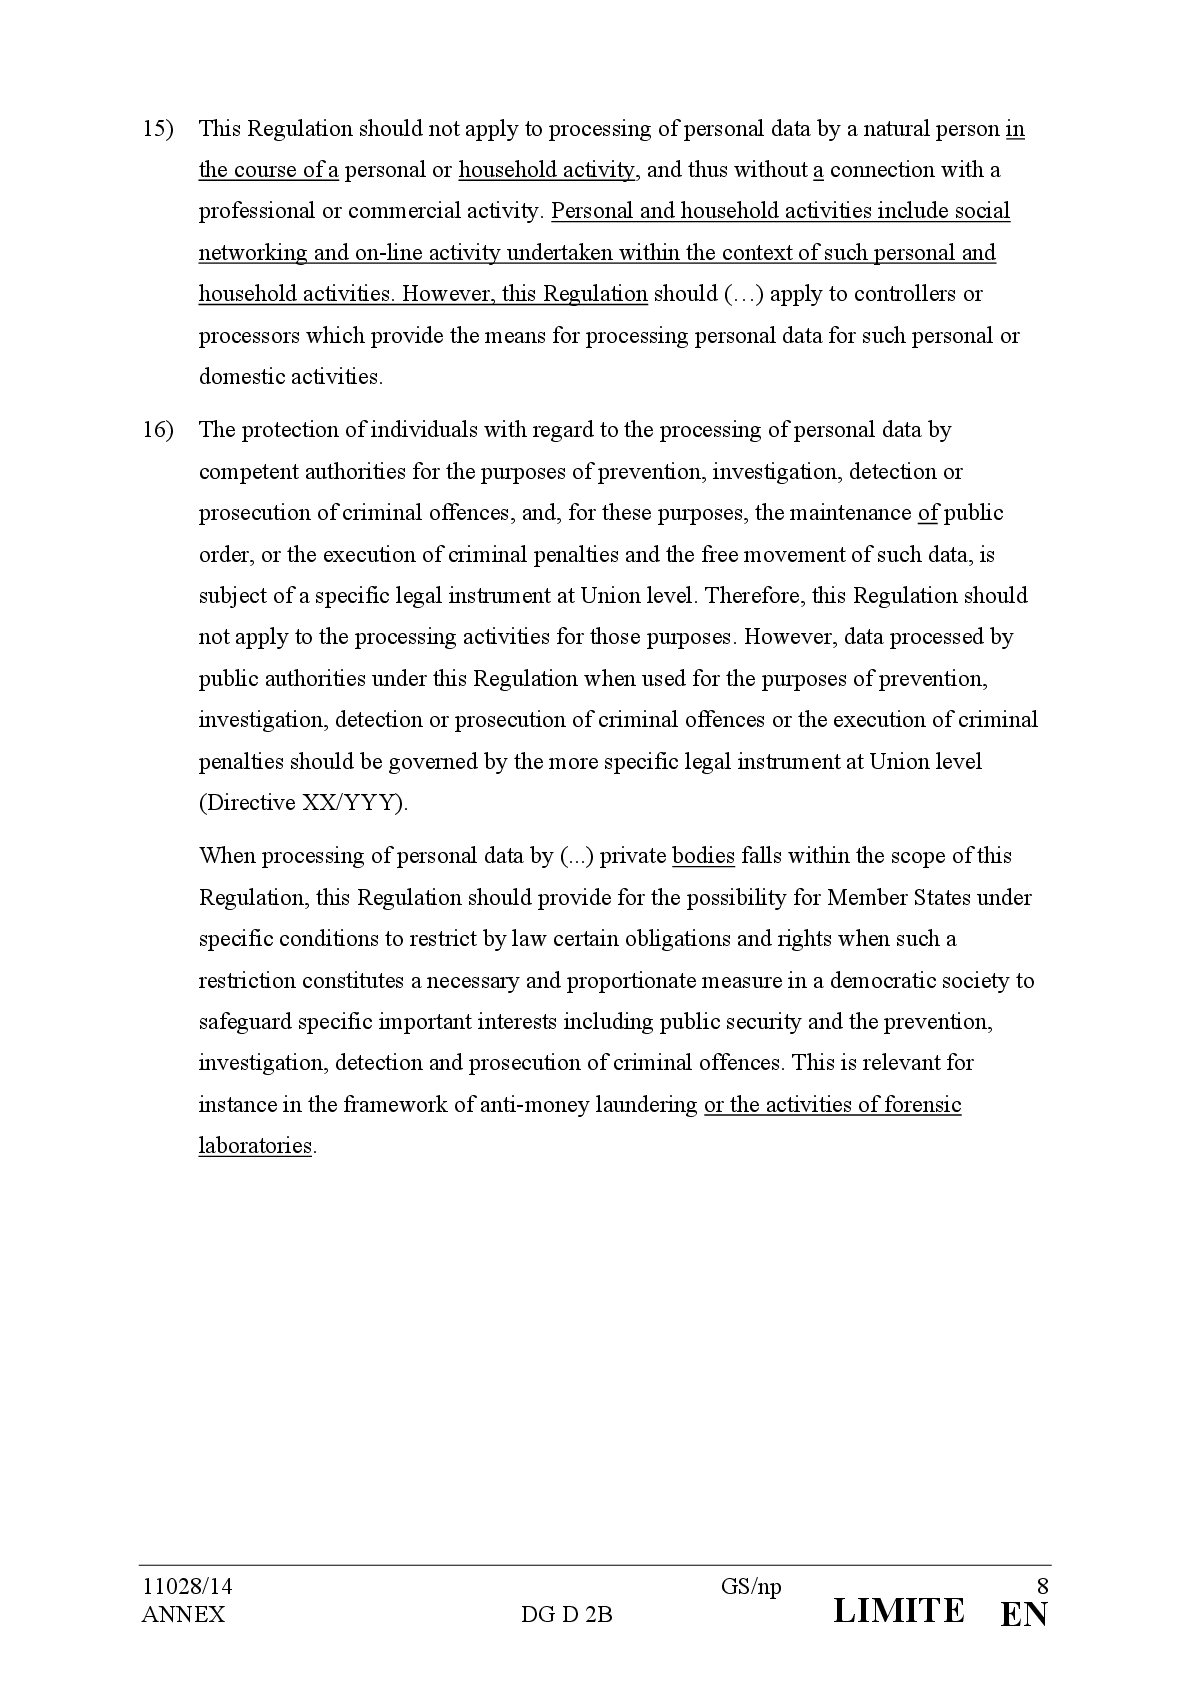 15) This Regulation should not apply to processing of personal data by a natural person in
the course of a personal or household activity, and thus without a connection with a
professional or commercial activity. Personal and household activities include social
networking and on-line activity undertaken within the context of such personal and
household activities. However, this Regulation should (…) apply to controllers or
processors which provide the means for processing personal data for such personal or
domestic activities.
16) The protection of individuals with regard to the processing of personal data by
competent authorities for the purposes of prevention, investigation, detection or
prosecution of criminal offences, and, for these purposes, the maintenance of public
order, or the execution of criminal penalties and the free movement of such data, is
subject of a specific legal instrument at Union level. Therefore, this Regulation should
not apply to the processing activities for those purposes. However, data processed by
public authorities under this Regulation when used for the purposes of prevention,
investigation, detection or prosecution of criminal offences or the execution of criminal
penalties should be governed by the more specific legal instrument at Union level
(Directive XX/YYY).
When processing of personal data by (...) private bodies falls within the scope of this
Regulation, this Regulation should provide for the possibility for Member States under
specific conditions to restrict by law certain obligations and rights when such a
restriction constitutes a necessary and proportionate measure in a democratic society to
safeguard specific important interests including public security and the prevention,
investigation, detection and prosecution of criminal offences. This is relevant for
instance in the framework of anti-money laundering or the activities of forensic
laboratories.
11028/14 GS/np 8
ANNEX DG D 2B LIMITE EN